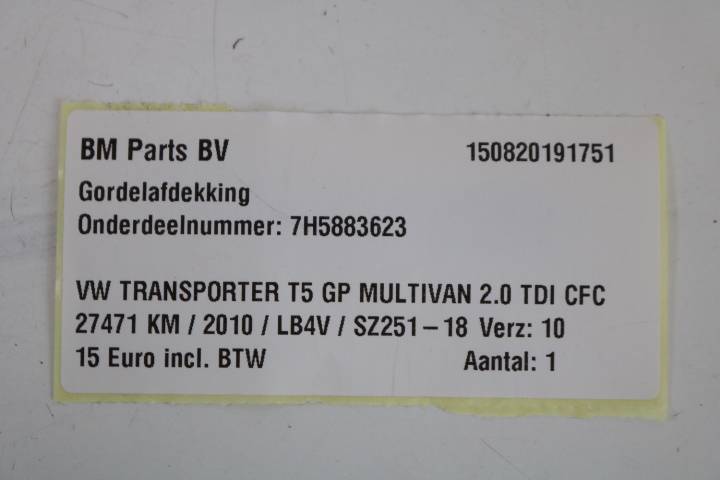 BM Parts BV 150820191751
Gordelafdekking
Onderdeelnummer: 7H5883623
VW TRANSPORTER T5 GP MULTIVAN 2.0 TDI CFC
27471 KM / 2010 / LB4V / SZ251-18 Verz: 10
15 Euro incl. BTW Aantal: 1